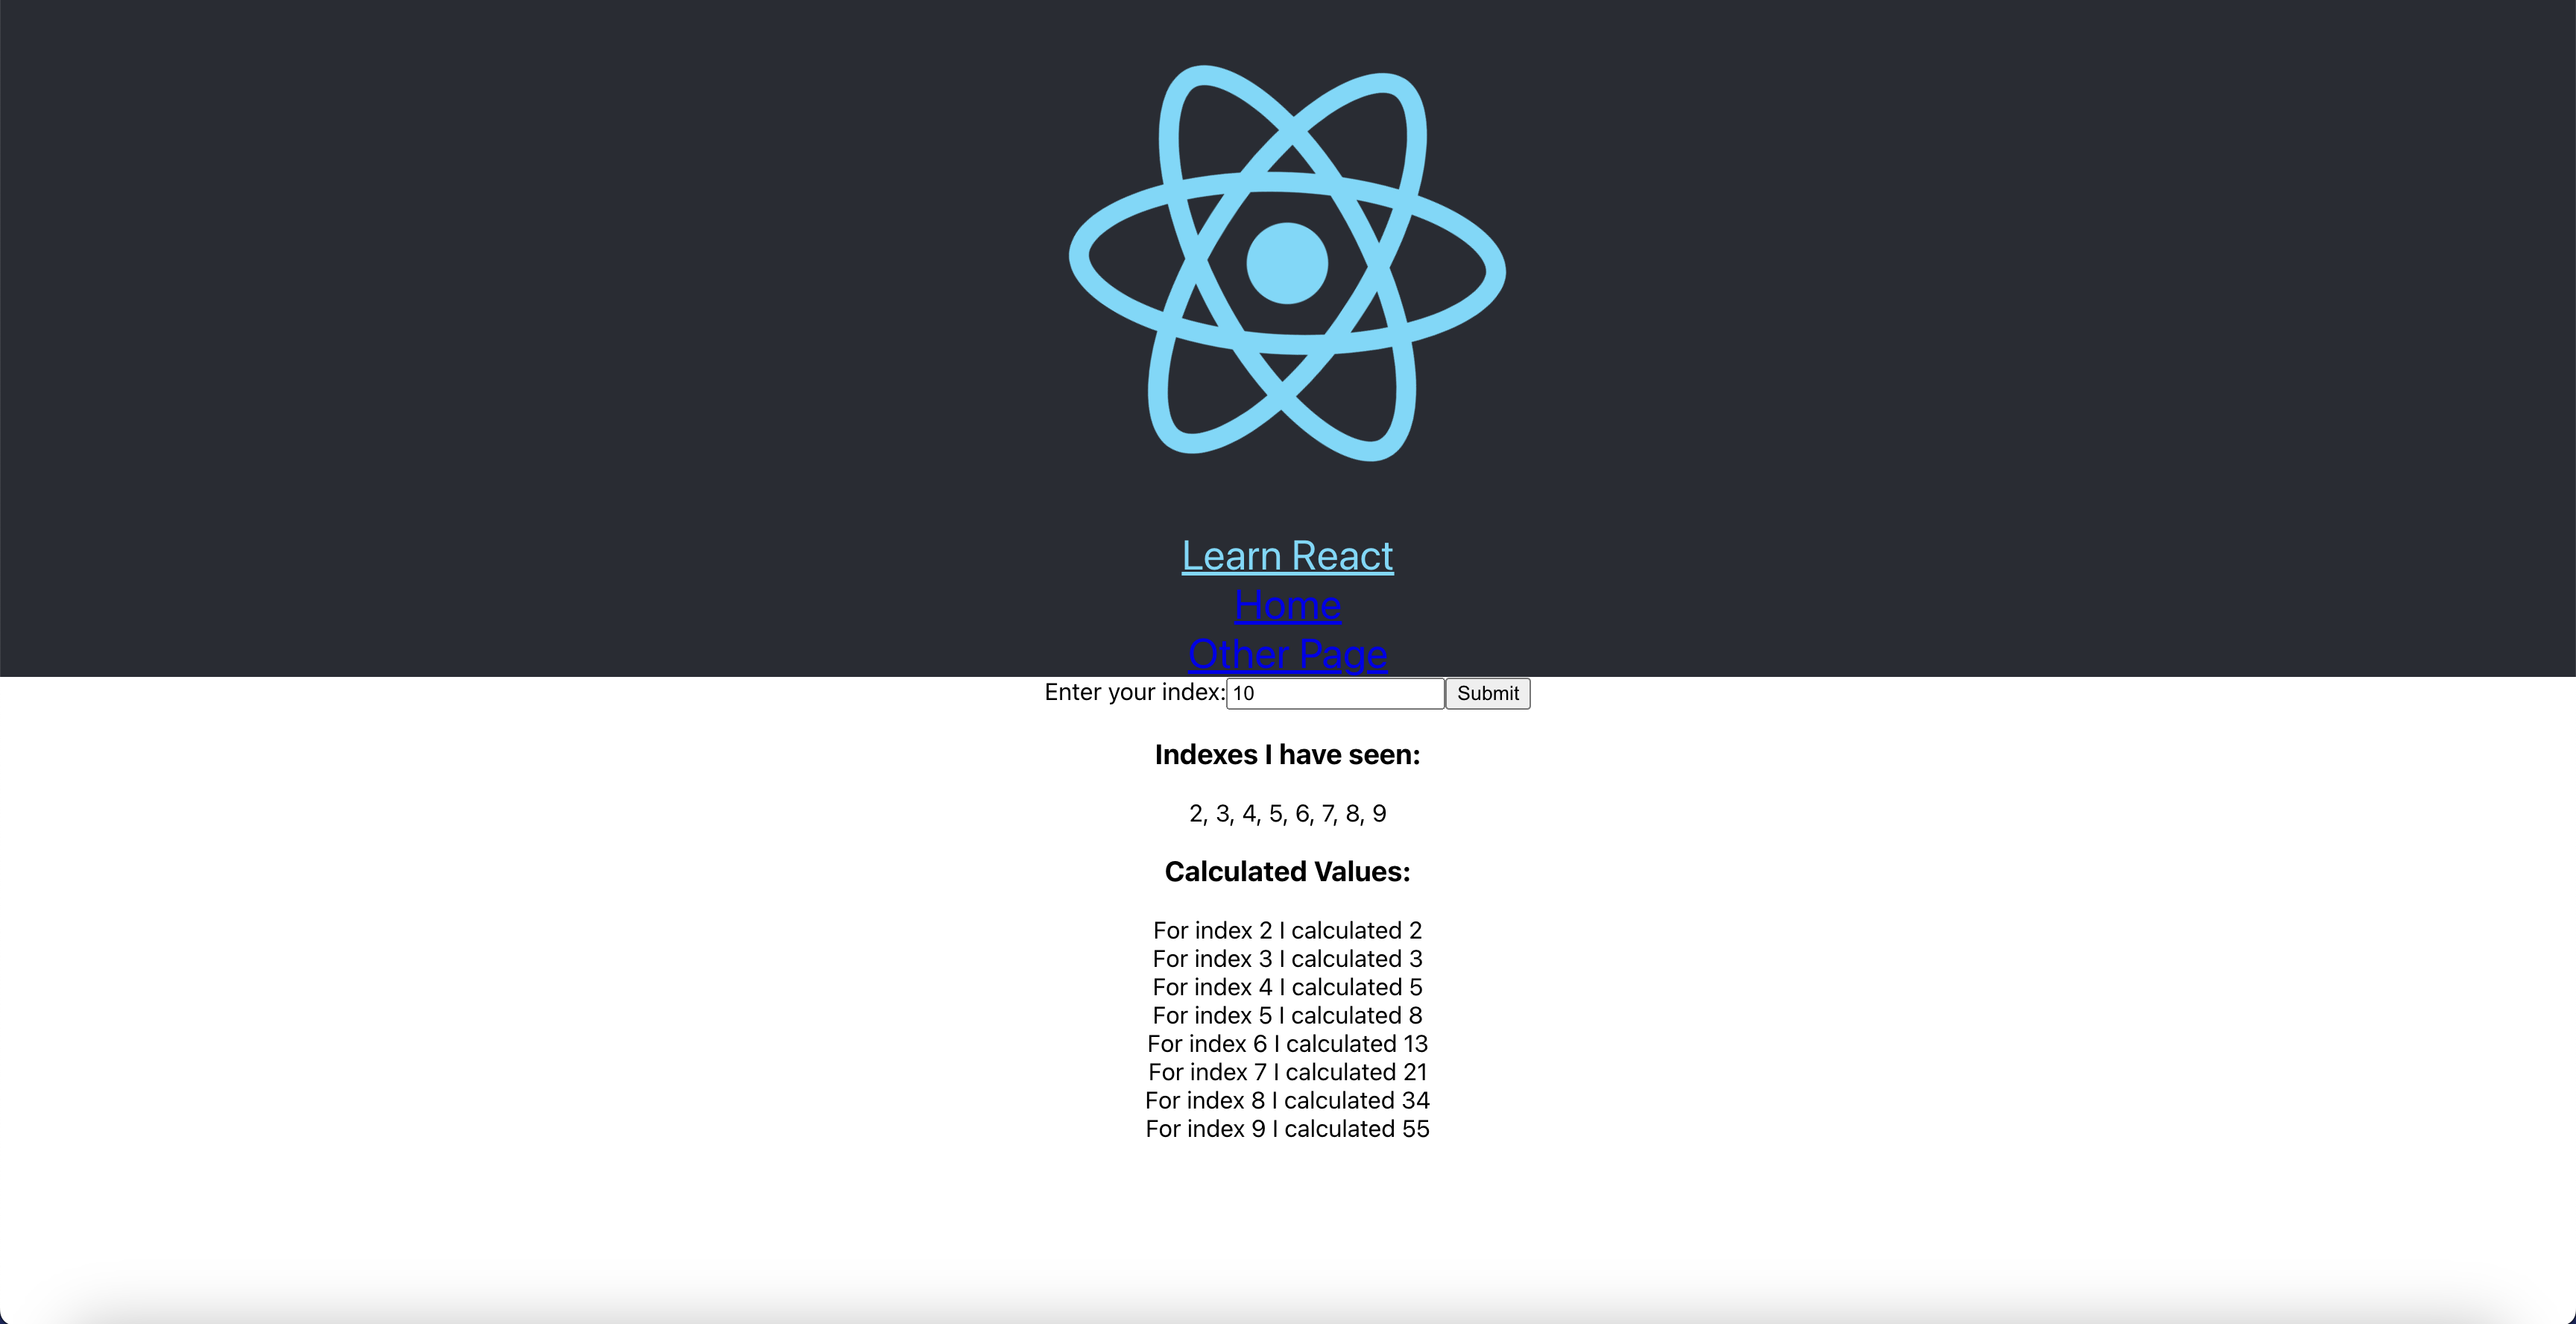 Learn React
Home
Other Page
Enter your index: 10 Submit
Indexes I have seen:
2, 3, 4, 5, 6, 7, 8, 9
Calculated Values:
For index 2 I calculated 2
For index 3 I calculated 3
For index 4 I calculated 5
For index 5 I calculated 8
For index 6 I calculated 13
For index 7 I calculated 21
For index 8 I calculated 34
For index 9 I calculated 55